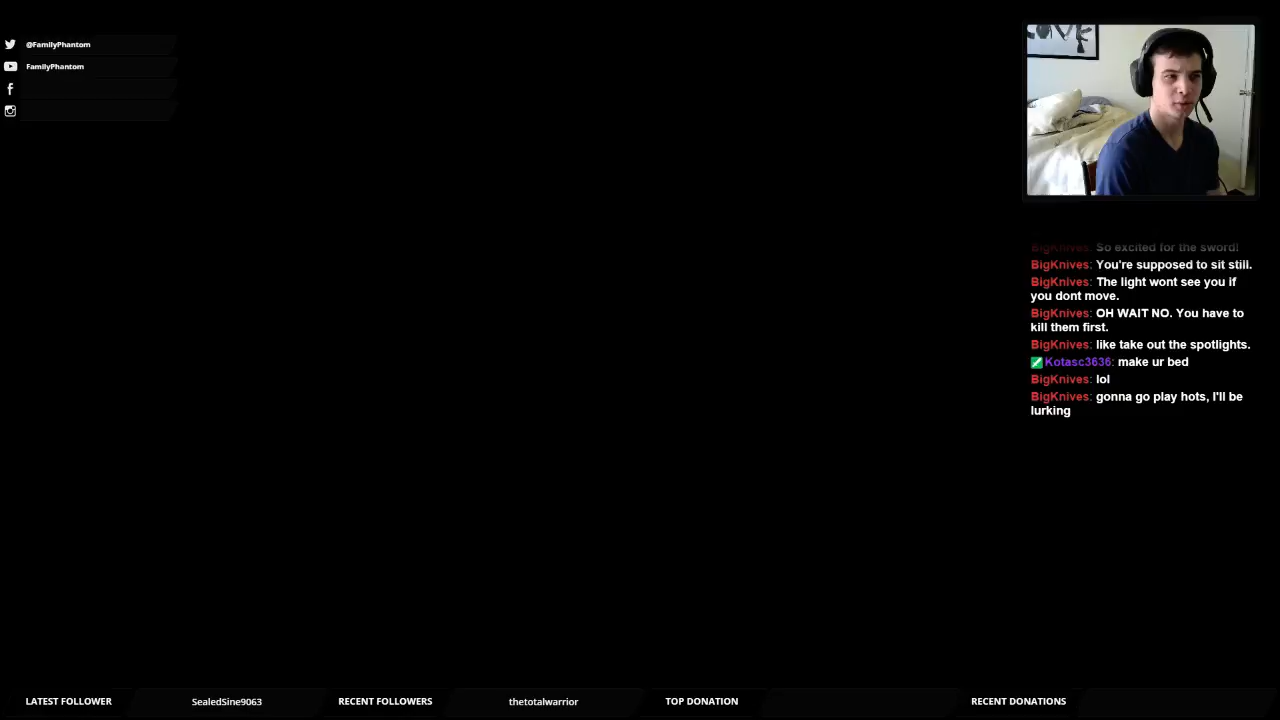 @FamilyPhantom
FamilyPhantom
BigKnives: So excited for the sword!
BigKnives: You're supposed to sit still.
BigKnives: The light wont see you if
you dont move.
BigKnives: OH WAIT NO. You have to
kill them first.
BigKnives: like take out the spotlights.
Kotasc3636: make ur bed
BigKnives: lol
BigKnives: gonna go play hots, I'll be
lurking
LATEST FOLLOWER SealedSine9063 RECENT FOLLOWERS thetotalwarrior TOP DONATION RECENT DONATIONS